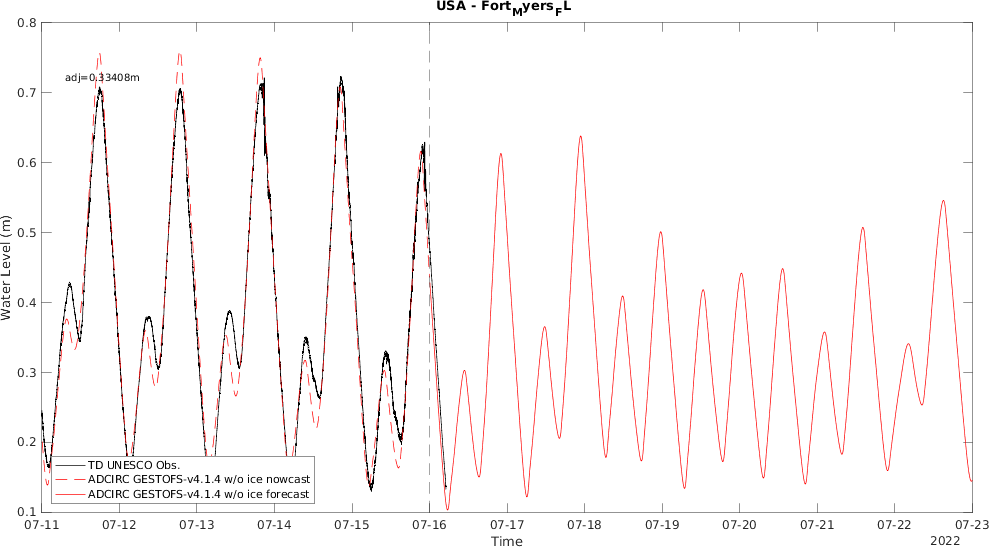 USA - Fort_Myers_FL
adj=0.33408m
0.8
0.7
0.6
0.5
0.4
0.3
0.2
0.1
Water Level (m)
TD UNESCO Obs.
ADCIRC GESTOFS-v4.1.4 w/o ice nowcast
ADCIRC GESTOFS-v4.1.4 w/o ice forecast
07-11 07-12 07-13 07-14 07-15 07-16 07-17 07-18 07-19 07-20 07-21 07-22 07-23
Time
2022